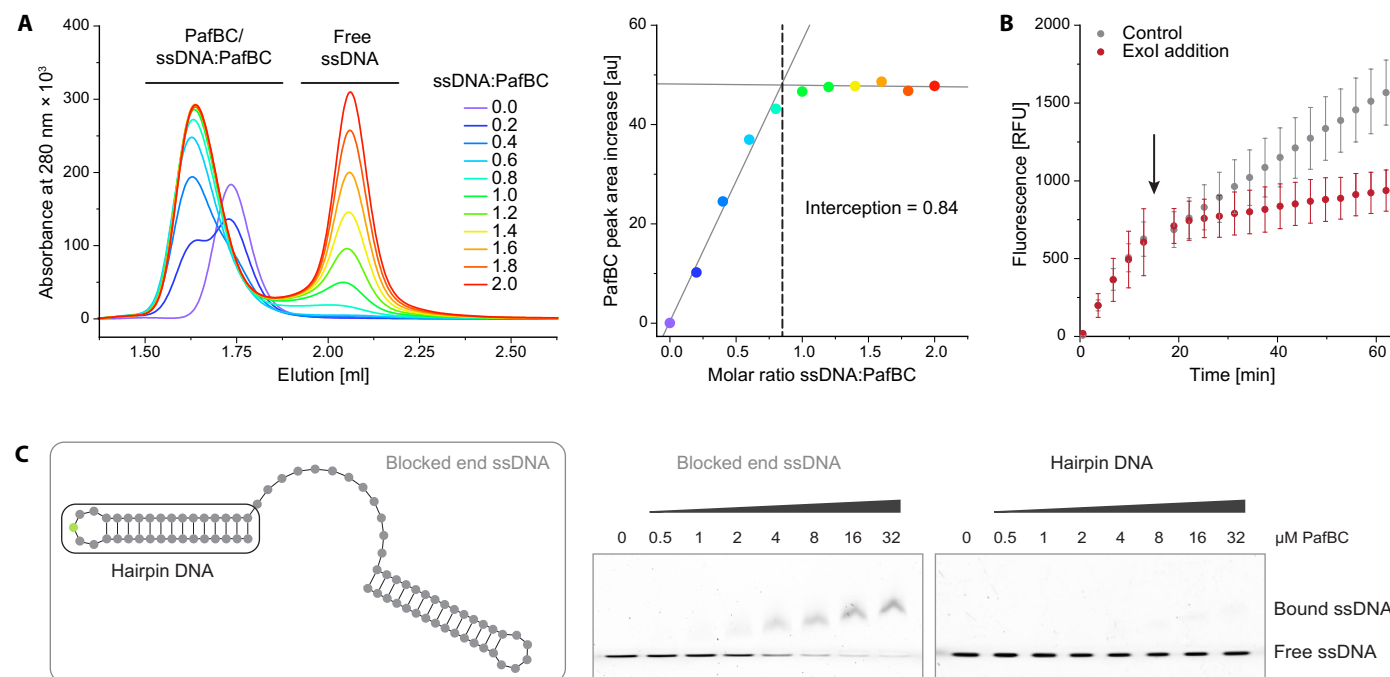 A
400
300
200
100
0
Absorbance at 280 nm × 10³
PafBC/
ssDNA:PafBC
Free
ssDNA
ssDNA:PafBC
0.0
0.2
0.4
0.6
0.8
1.0
1.2
1.4
1.6
1.8
2.0
1.50
1.75
2.00
2.25
2.50
Elution [ml]
PafBC peak area increase [au]
60
40
20
0
Interception = 0.84
0.0
0.5
1.0
1.5
2.0
Molar ratio ssDNA:PafBC
B
2000
1500
1000
500
0
Fluorescence [RFU]
Control
ExoI addition
0
20
40
60
Time [min]
C
Blocked end ssDNA
Hairpin DNA
Blocked end ssDNA
0 0.5 1 2 4 8 16 32
Hairpin DNA
0 0.5 1 2 4 8 16 32 µM PafBC
Bound ssDNA
Free ssDNA